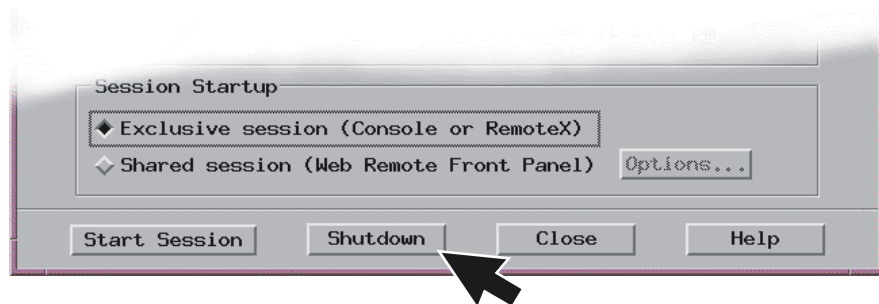 pm
Session Startup
Exclusive session (Console or RemoteX)
Shared session (Web Remote Front Panel) Options...
Start Session Shutdown Close Help